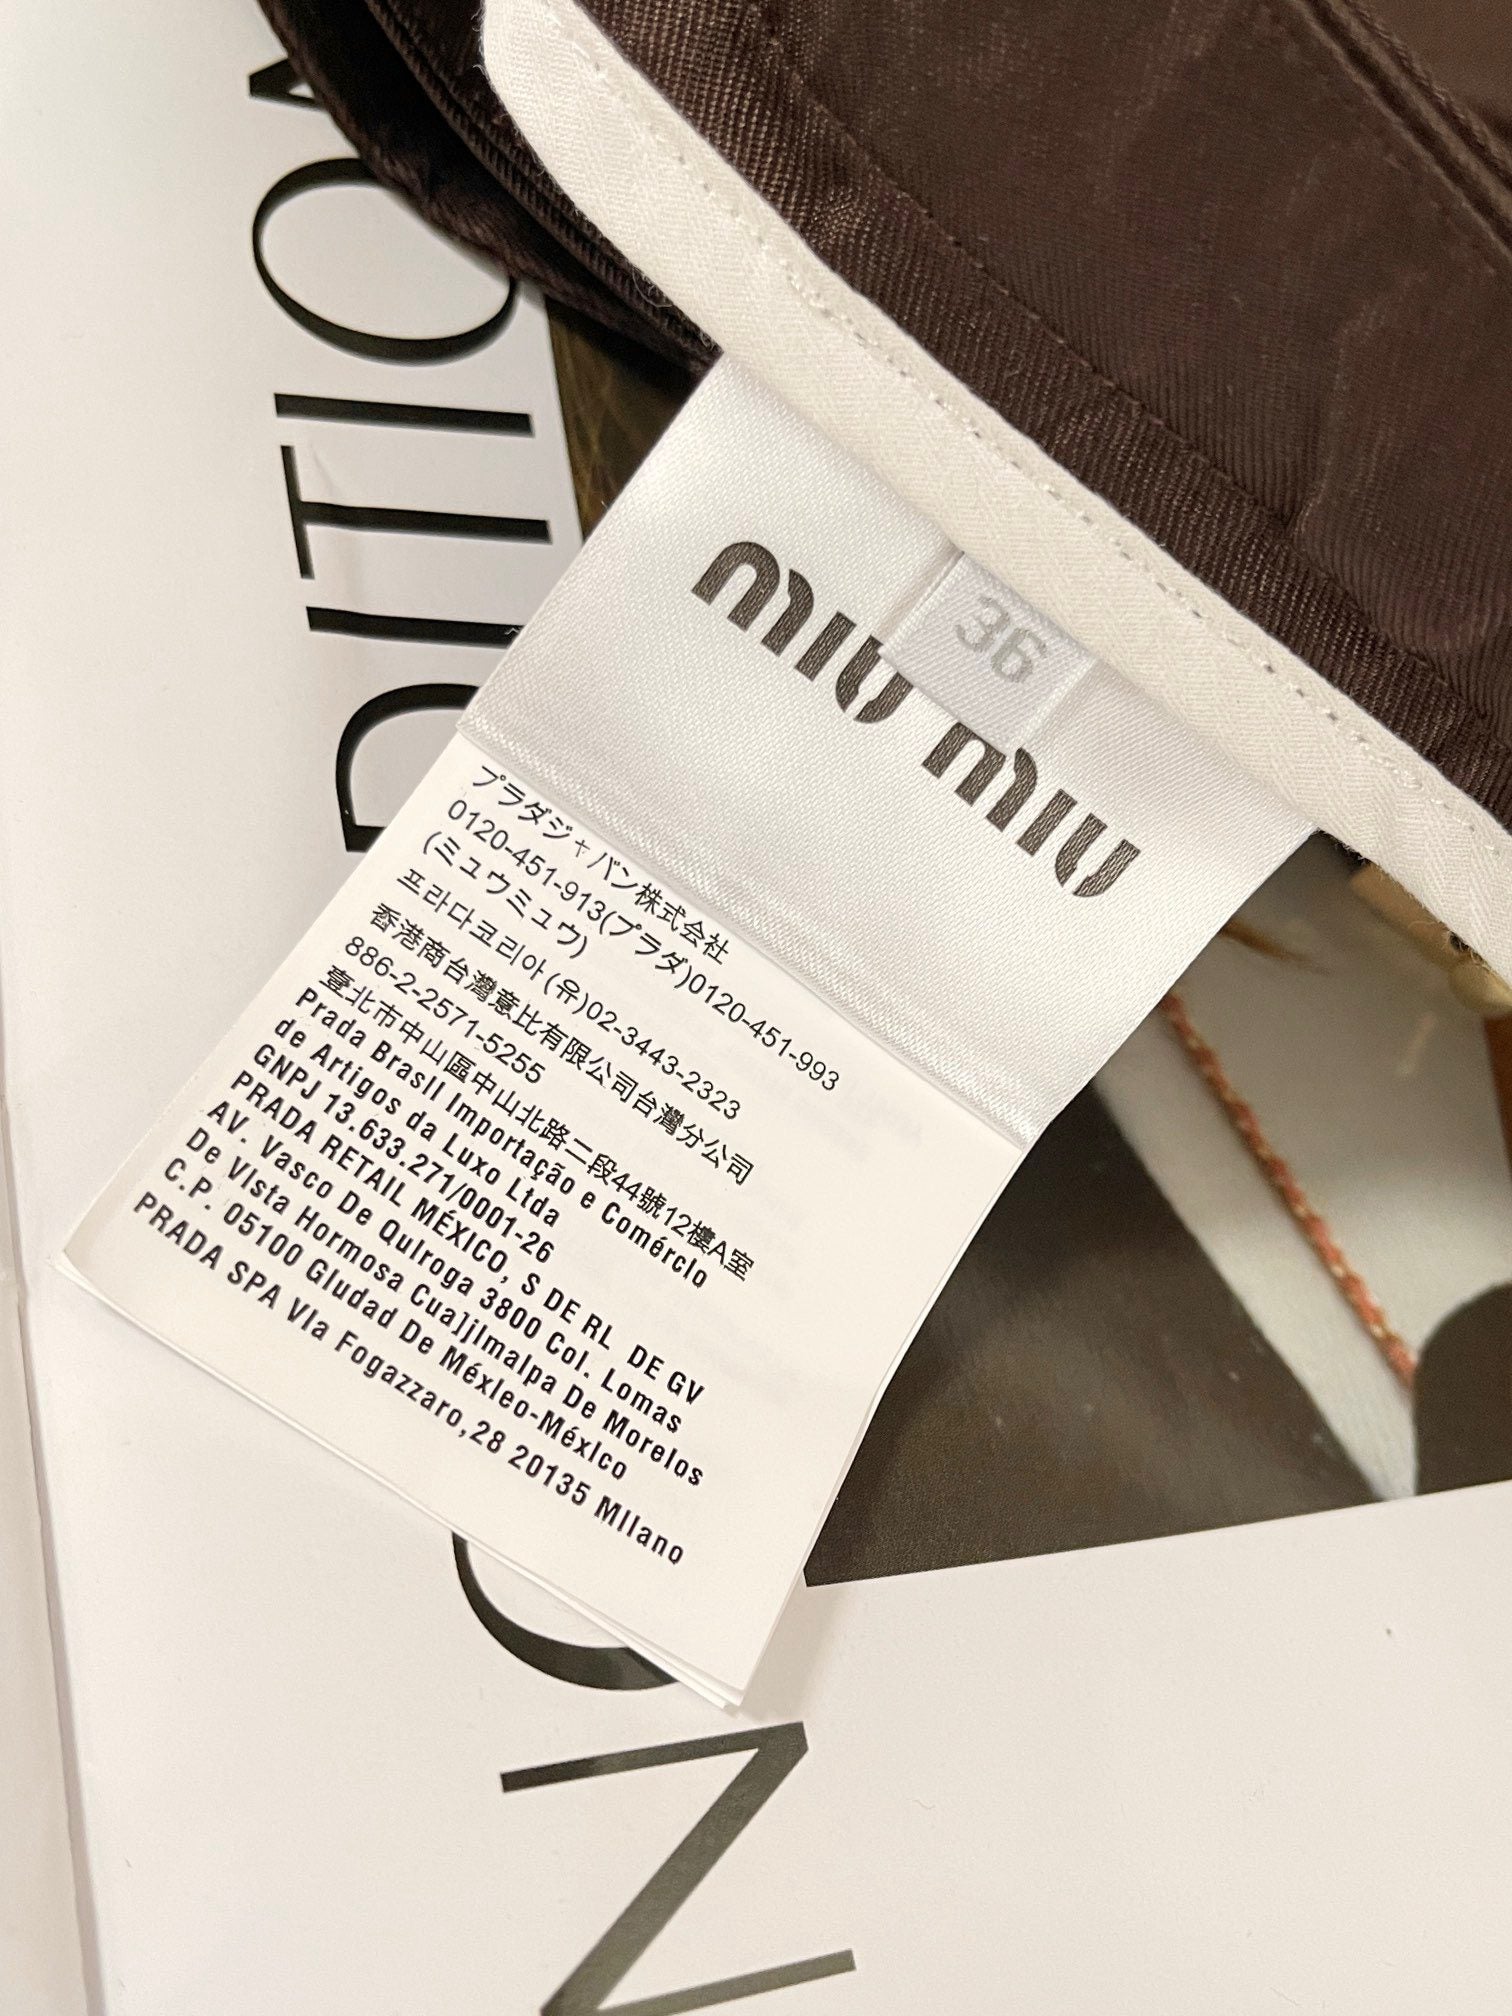 DITION
miu miu
36
プラダジャバン株式会社
0120-451-913(プラダ)0120-451-993
(ミュウミュウ)
프라다코리아(유)02-3443-2323
香港商台灣意比有限公司台灣分公司
886-2-2571-5255
臺北市中山區中山北路二段44號12樓A室
Prada Brasll Importação e Comérclo
de Artigos da Luxo Ltda
GNPJ 13.633.271/0001-26
PRADA RETAIL MÉXICO, S DE RL DE GV
AV. Vasco De Qulroga 3800 Col. Lomas
De Vlsta Hormosa Cuajjlmalpa De Morelos
C.P. 05100 Gludad De Méxleo-Méxlco
PRADA SPA Vla Fogazzaro,28 20135 Mllano